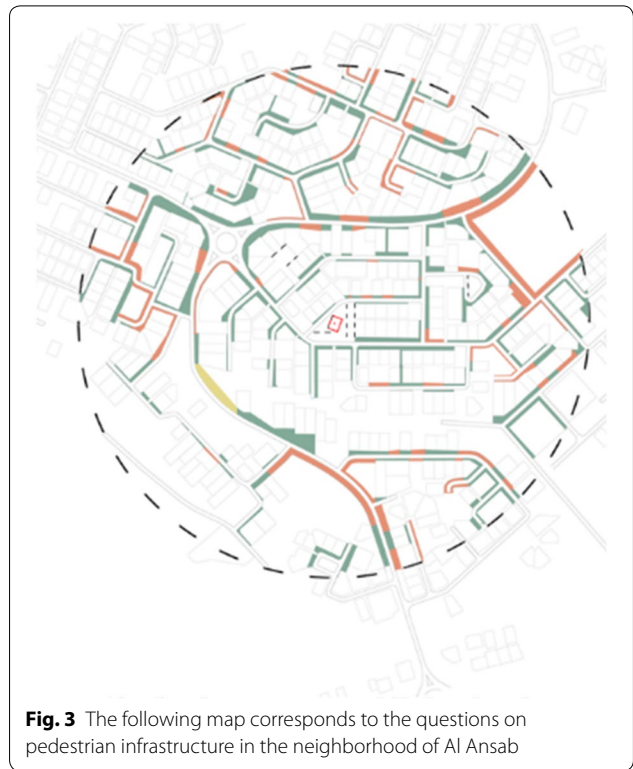 Fig. 3 The following map corresponds to the questions on
pedestrian infrastructure in the neighborhood of Al Ansab